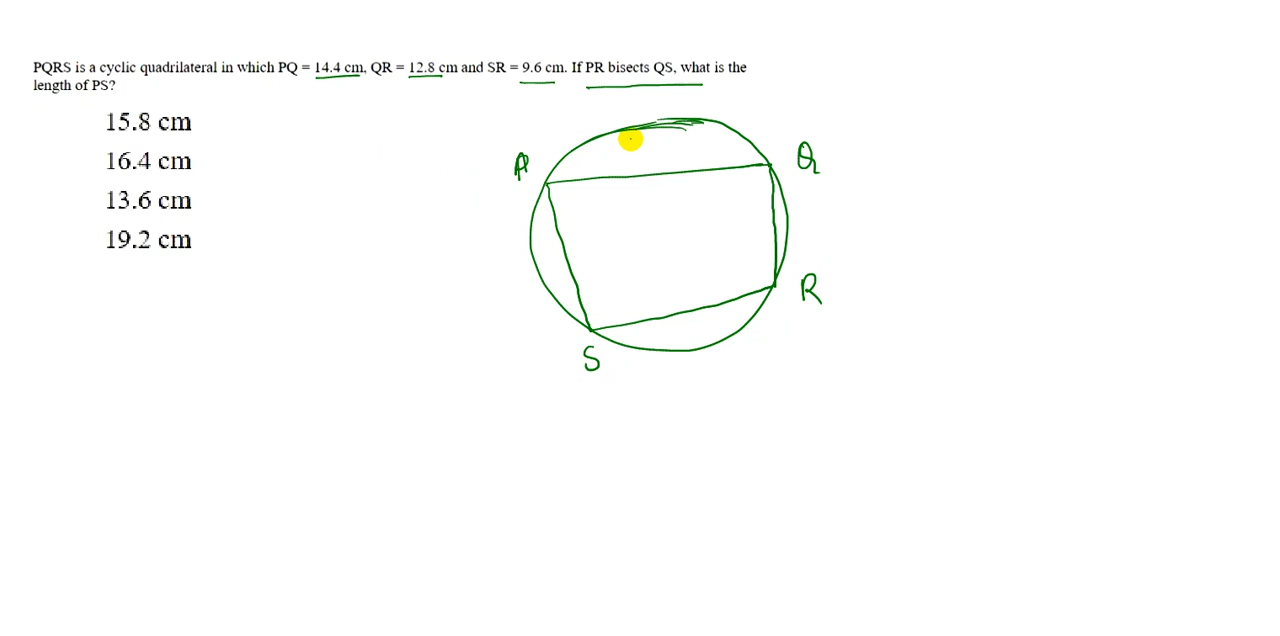 PQRS is a cyclic quadrilateral in which PQ = 14.4 cm, QR = 12.8 cm and SR = 9.6 cm. If PR bisects QS, what is the
length of PS?
15.8 cm
16.4 cm
13.6 cm
19.2 cm
P
Q
R
S